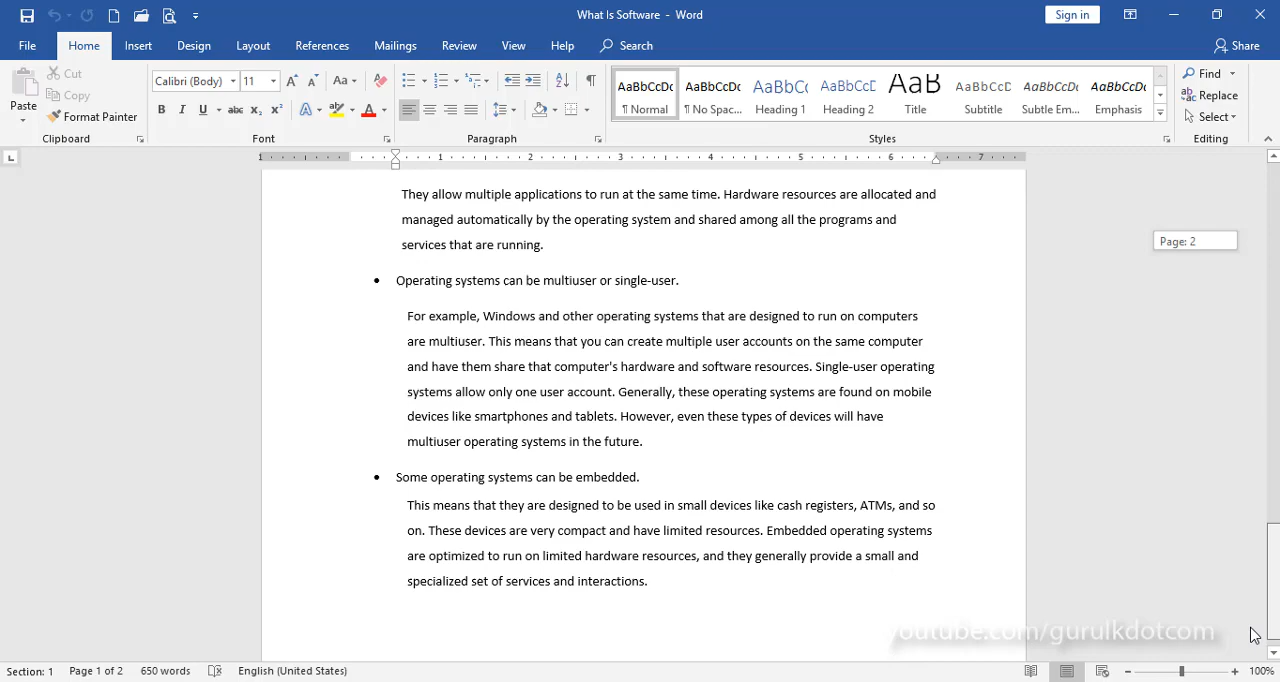 What Is Software - Word
Sign in
File Home Insert Design Layout References Mailings Review View Help Search Share
Paste
Cut
Copy
Format Painter
Clipboard
Calibri (Body) 11
Font
Paragraph
AaBbCcDc AaBbCcDc AaBbCc AaBbCcC AaB AaBbCcD AaBbCcDc AaBbCcDc
¶ Normal ¶ No Spac... Heading 1 Heading 2 Title Subtitle Subtle Em... Emphasis
Styles
Find
Replace
Select
Editing
1 1 2 3 4 5 6 7
They allow multiple applications to run at the same time. Hardware resources are allocated and
managed automatically by the operating system and shared among all the programs and
services that are running.
Page: 2
• Operating systems can be multiuser or single-user.
For example, Windows and other operating systems that are designed to run on computers
are multiuser. This means that you can create multiple user accounts on the same computer
and have them share that computer's hardware and software resources. Single-user operating
systems allow only one user account. Generally, these operating systems are found on mobile
devices like smartphones and tablets. However, even these types of devices will have
multiuser operating systems in the future.
• Some operating systems can be embedded.
This means that they are designed to be used in small devices like cash registers, ATMs, and so
on. These devices are very compact and have limited resources. Embedded operating systems
are optimized to run on limited hardware resources, and they generally provide a small and
specialized set of services and interactions.
youtube.com/gurulkdotcom
Section: 1 Page 1 of 2 650 words English (United States) 100%